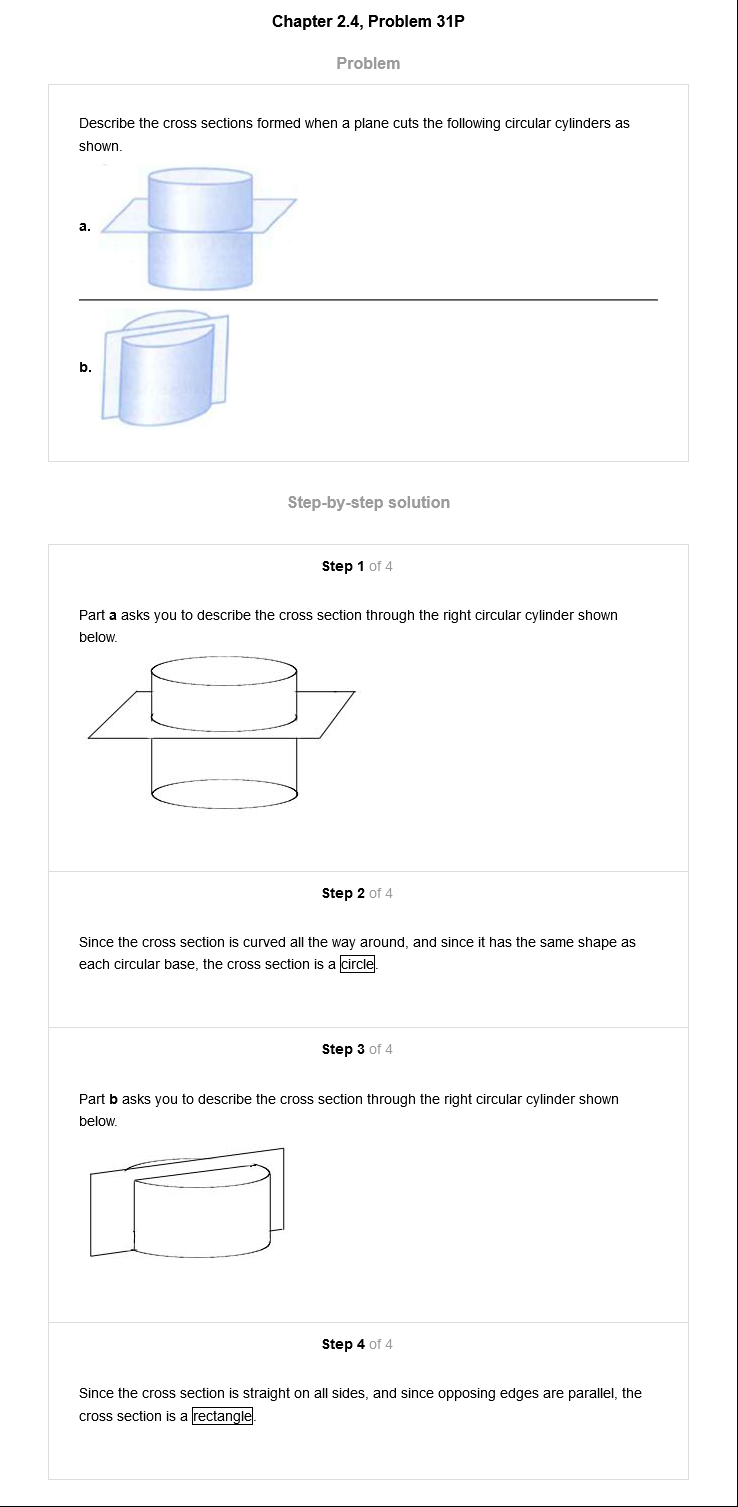 Chapter 2.4, Problem 31P
Problem
Describe the cross sections formed when a plane cuts the following circular cylinders as
shown.
a.
b.
Step-by-step solution
Step 1 of 4
Part a asks you to describe the cross section through the right circular cylinder shown
below.
Step 2 of 4
Since the cross section is curved all the way around, and since it has the same shape as
each circular base, the cross section is a circle.
Step 3 of 4
Part b asks you to describe the cross section through the right circular cylinder shown
below.
Step 4 of 4
Since the cross section is straight on all sides, and since opposing edges are parallel, the
cross section is a rectangle.